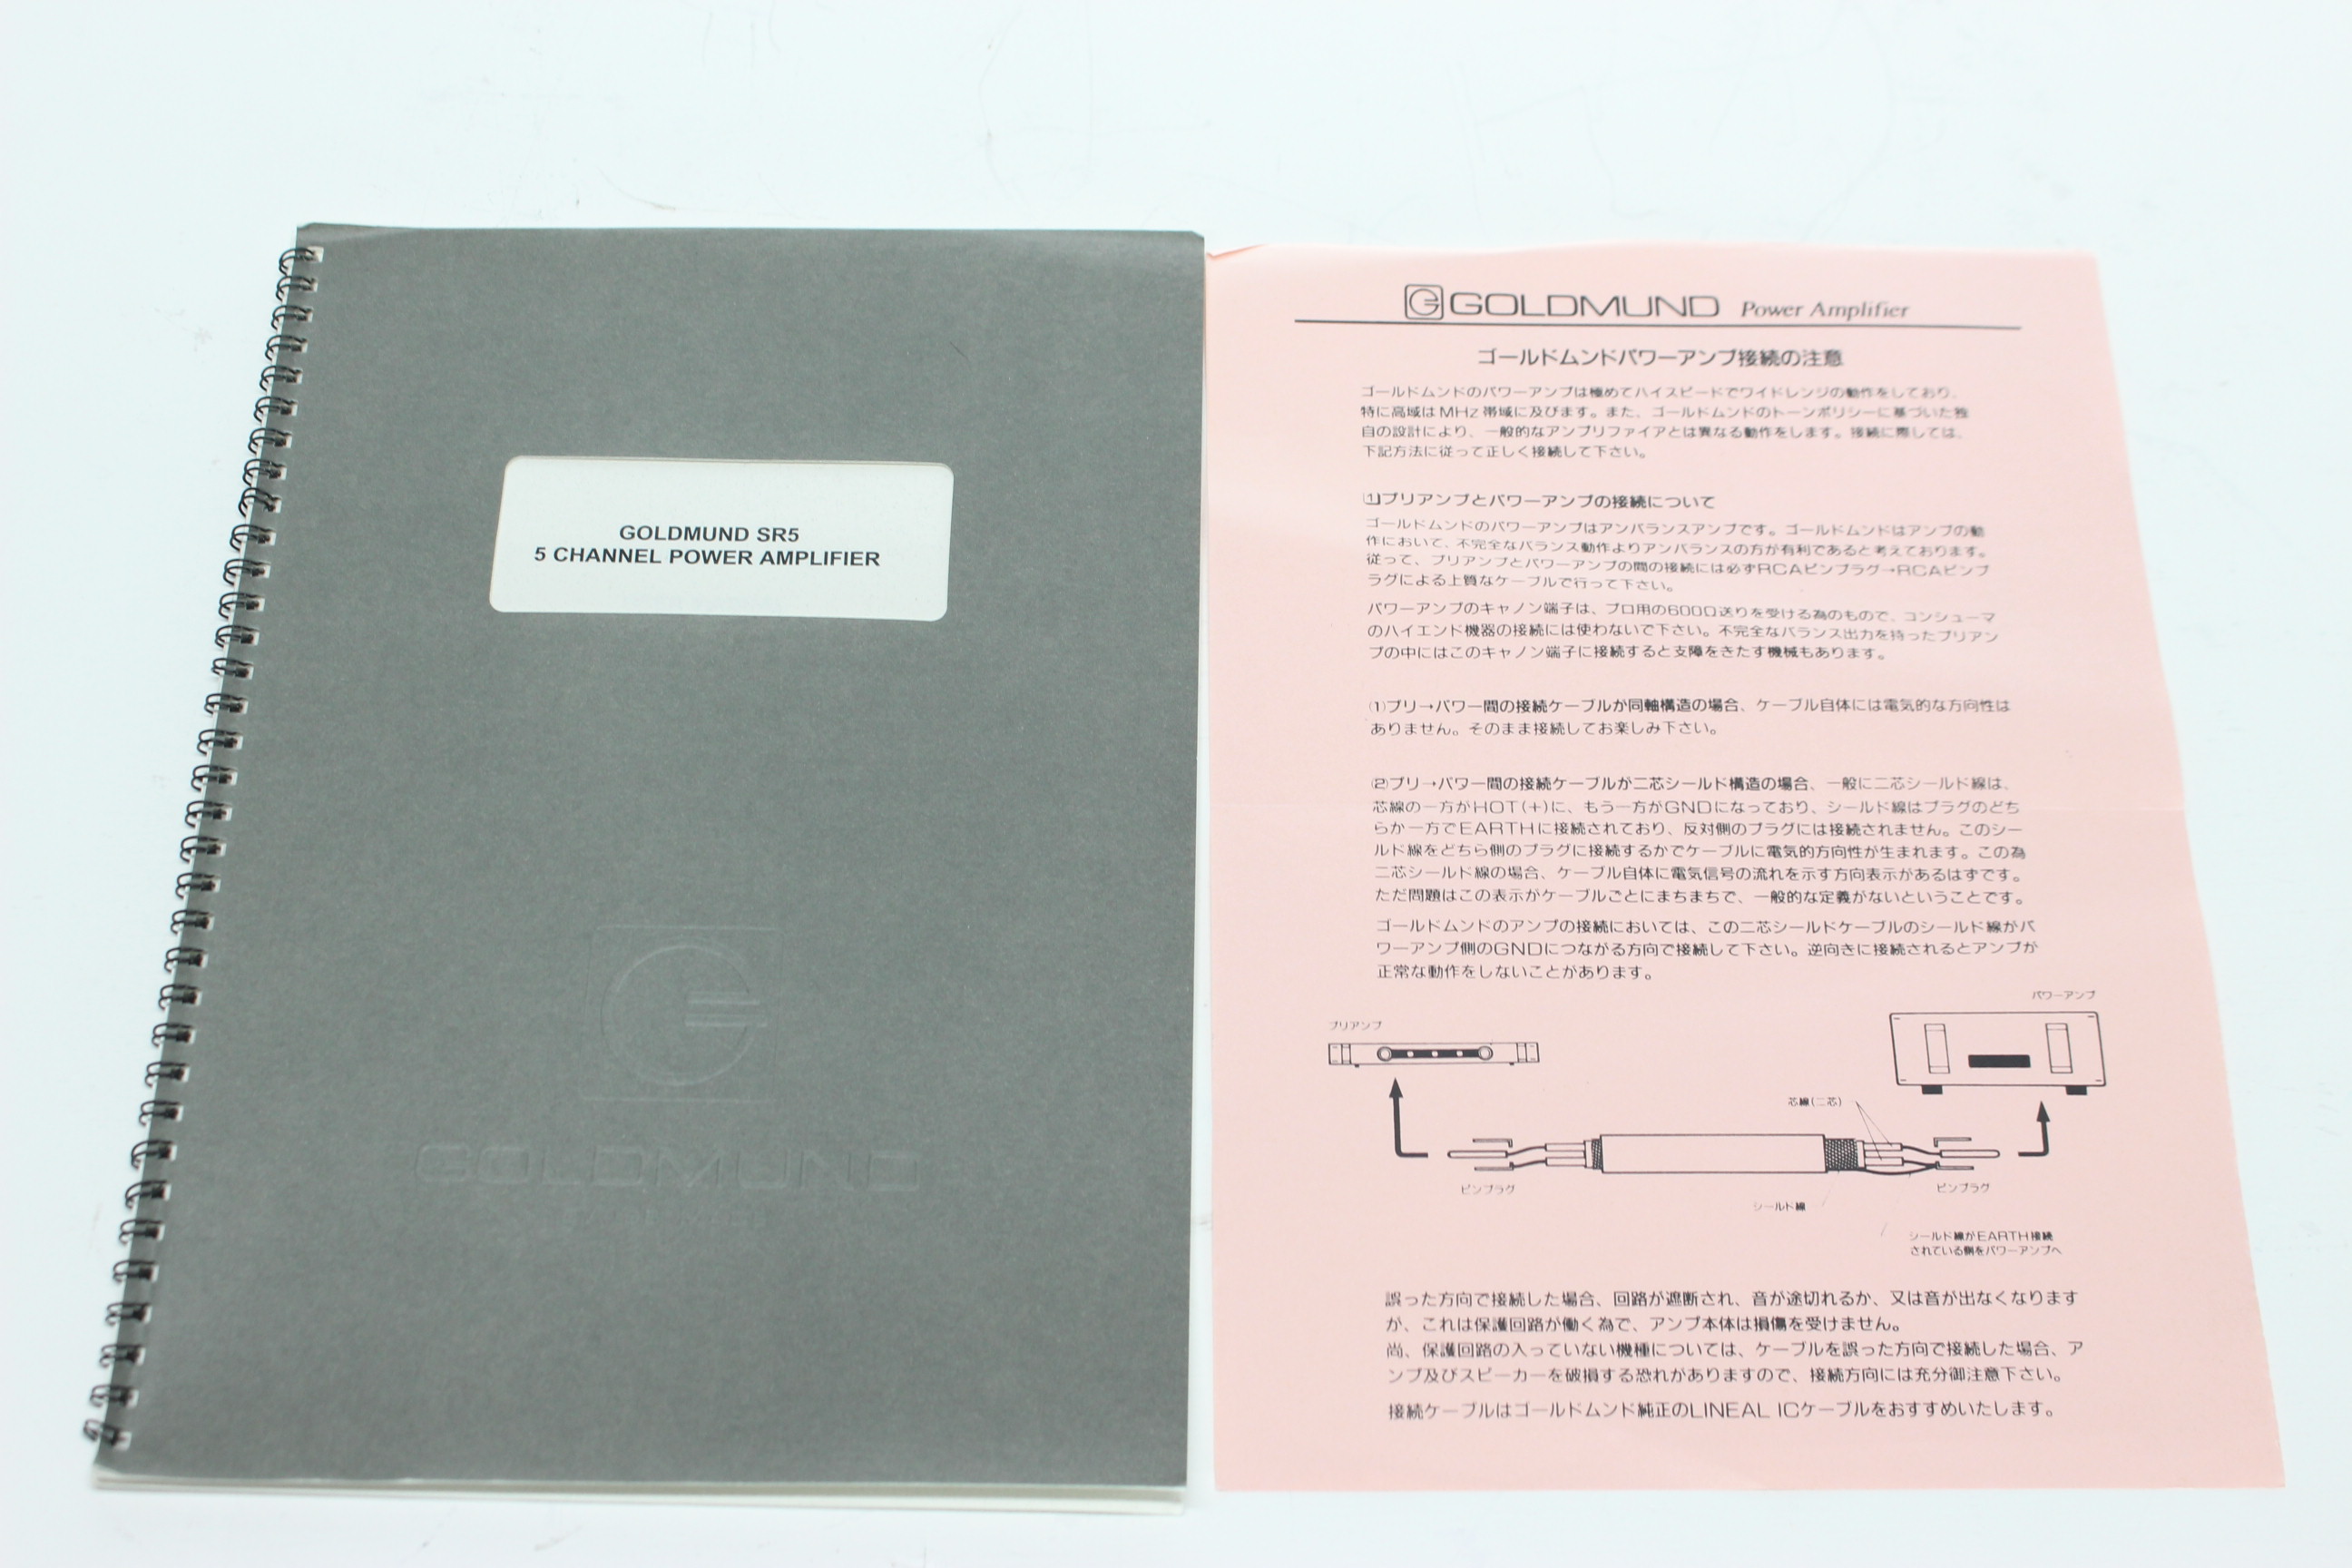 GOLDMUND SR5
5 CHANNEL POWER AMPLIFIER
GOLDMUND
GOLDMUND Power Amplifier
ゴールドムンドパワーアンプ接続の注意
ゴールドムンドのパワーアンプは極めてハイスピードでワイドレンジの動作をしており、
特に高域はMHz帯域に及びます。また、ゴールドムンドのトーンポリシーに基づいた独
自の設計により、一般的なアンプリファイアとは異なる動作をします。接続に際しては、
下記方法に従って正しく接続して下さい。
1プリアンプとパワーアンプの接続について
ゴールドムンドのパワーアンプはアンバランスアンプです。ゴールドムンドはアンプの動
作において、不完全なバランス動作よりアンバランスの方が有利であると考えております。
従って、プリアンプとパワーアンプの間の接続には必ずRCAピンプラグ→RCAピンプ
ラグによる上質なケーブルで行って下さい。
パワーアンプのキャノン端子は、プロ用の600Ω送りを受ける為のもので、コンシューマ
のハイエンド機器の接続には使わないで下さい。不完全なバランス出力を持ったプリアン
プの中にはこのキャノン端子に接続すると支障をきたす機械もあります。
(1)プリ→パワー間の接続ケーブルが同軸構造の場合、ケーブル自体には電気的な方向性は
ありません。そのまま接続してお楽しみ下さい。
(2)プリ→パワー間の接続ケーブルが二芯シールド構造の場合、一般に二芯シールド線は、
芯線の一方がHOT(+)に、もう一方がGNDになっており、シールド線はプラグのどち
らか一方でEARTHに接続されており、反対側のプラグには接続されません。このシー
ルド線をどちら側のプラグに接続するかでケーブルに電気的方向性が生まれます。この為
二芯シールド線の場合、ケーブル自体に電気信号の流れを示す方向表示があるはずです。
ただ問題はこの表示がケーブルごとにまちまちで、一般的な定義がないということです。
ゴールドムンドのアンプの接続においては、この二芯シールドケーブルのシールド線がパ
ワーアンプ側のGNDにつながる方向で接続して下さい。逆向きに接続されるとアンプが
正常な動作をしないことがあります。
パワーアンプ
プリアンプ
芯線(二芯)
ピンプラグ
ピンプラグ
シールド線
シールド線がEARTH接続
されている側をパワーアンプへ
誤った方向で接続した場合、回路が遮断され、音が途切れるか、又は音が出なくなります
が、これは保護回路が働く為で、アンプ本体は損傷を受けません。
尚、保護回路の入っていない機種については、ケーブルを誤った方向で接続した場合、ア
ンプ及びスピーカーを破損する恐れがありますので、接続方向には充分御注意下さい。
接続ケーブルはゴールドムンド純正のLINEAL ICケーブルをおすすめいたします。